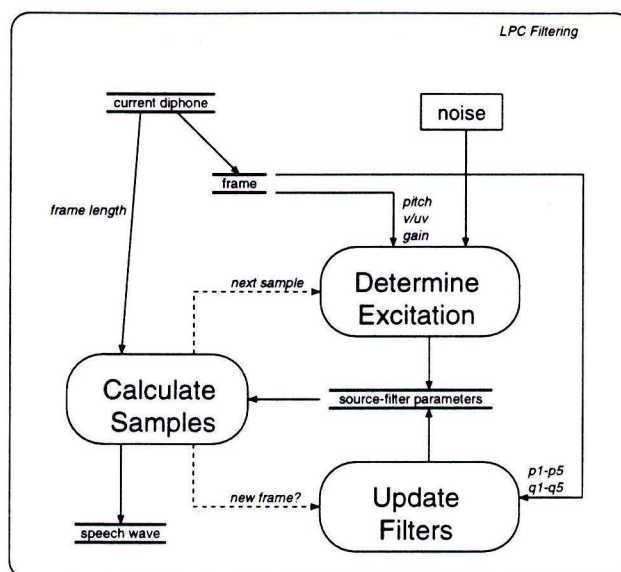 LPC Filtering
current diphone
noise
frame
frame length
pitch
v/uv
gain
Determine
Excitation
next sample
Calculate
Samples
source-filter parameters
p1-p5
q1-q5
new frame?
Update
Filters
speech wave